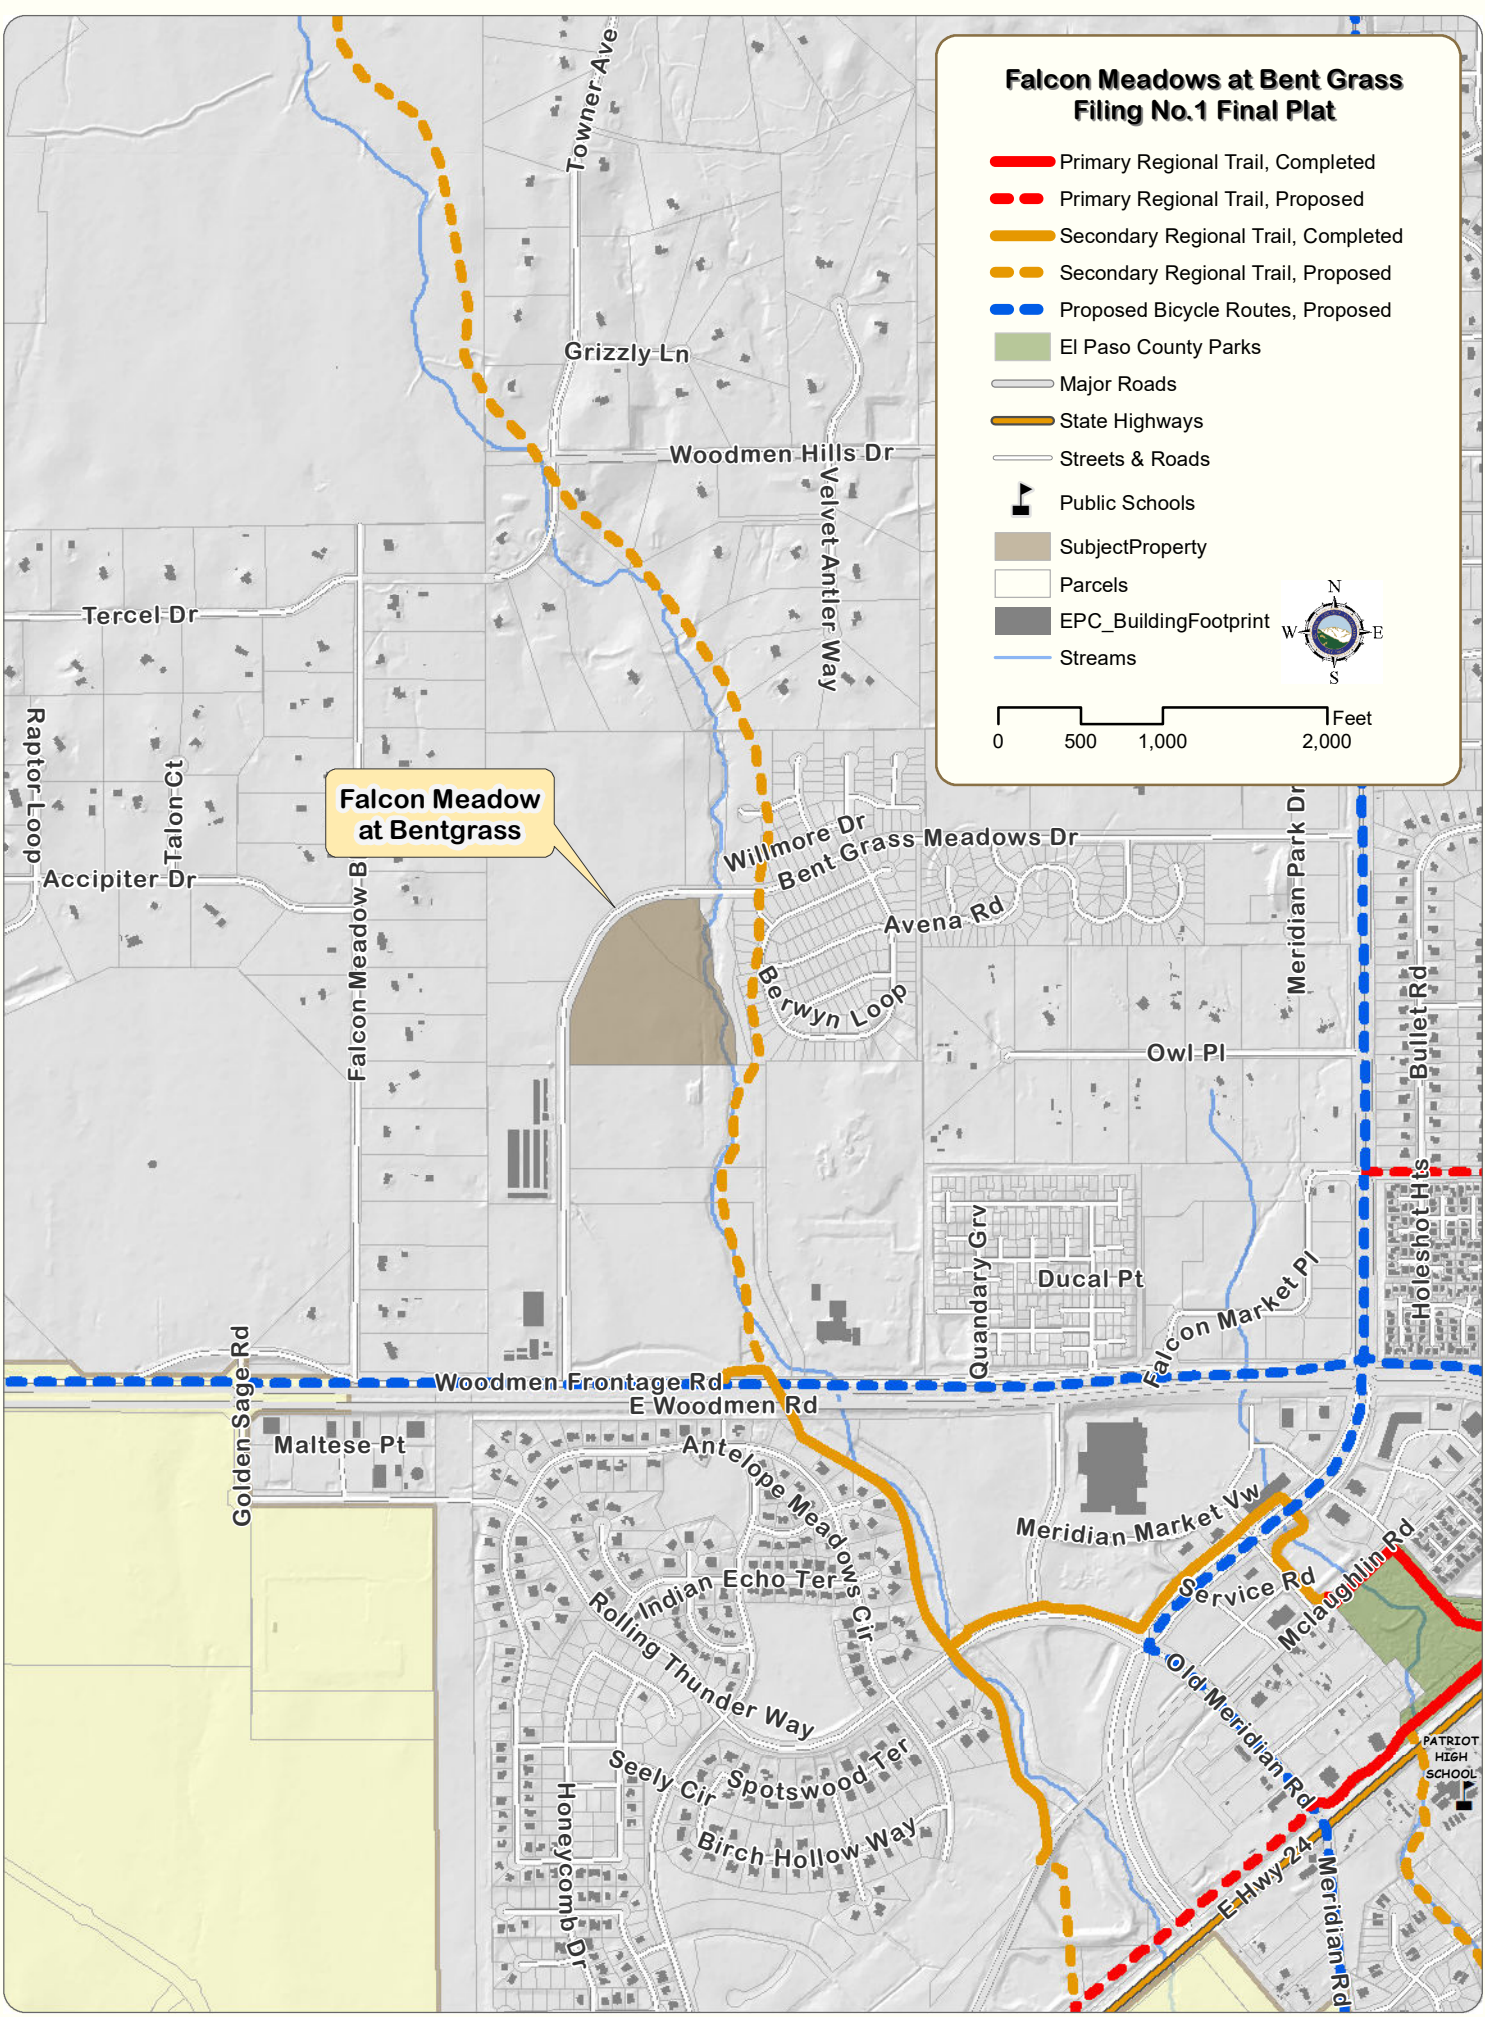 Falcon Meadows at Bent Grass
Filing No.1 Final Plat
Primary Regional Trail, Completed
Primary Regional Trail, Proposed
Secondary Regional Trail, Completed
Secondary Regional Trail, Proposed
Proposed Bicycle Routes, Proposed
El Paso County Parks
Major Roads
State Highways
Streets & Roads
Public Schools
SubjectProperty
Parcels
EPC_BuildingFootprint
Streams
N
W
E
S
Feet
0
500
1,000
2,000
Towner Ave
Grizzly Ln
Woodmen Hills Dr
Velvet Antler Way
Tercel Dr
Raptor Loop
Talon Ct
Accipiter Dr
Falcon Meadow B
Falcon Meadow
at Bentgrass
Willmore Dr
Bent Grass Meadows Dr
Avena Rd
Berwyn Loop
Meridian Park Dr
Bullet Rd
Owl Pl
Holeshot Hts
Quandary Grv
Ducal Pt
Falcon Market Pl
Golden Sage Rd
Woodmen Frontage Rd
E Woodmen Rd
Maltese Pt
Antelope Meadows Cir
Meridian Market Vw
Indian Echo Ter
Rolling Thunder Way
Service Rd
Mclaughlin Rd
Old Meridian Rd
Seely Cir
Spotswood Ter
Birch Hollow Way
Honeycomb Dr
PATRIOT
HIGH
SCHOOL
E Hwy 24
Meridian Rd